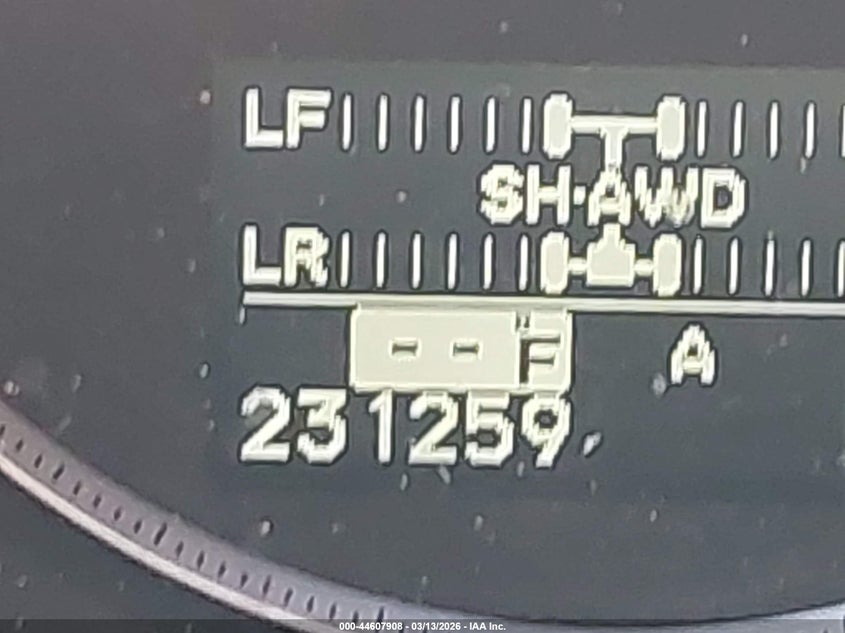 LF
SH-AWD
LR
-- °F A
231259
000-44607908 - 03/13/2026 - IAA Inc.